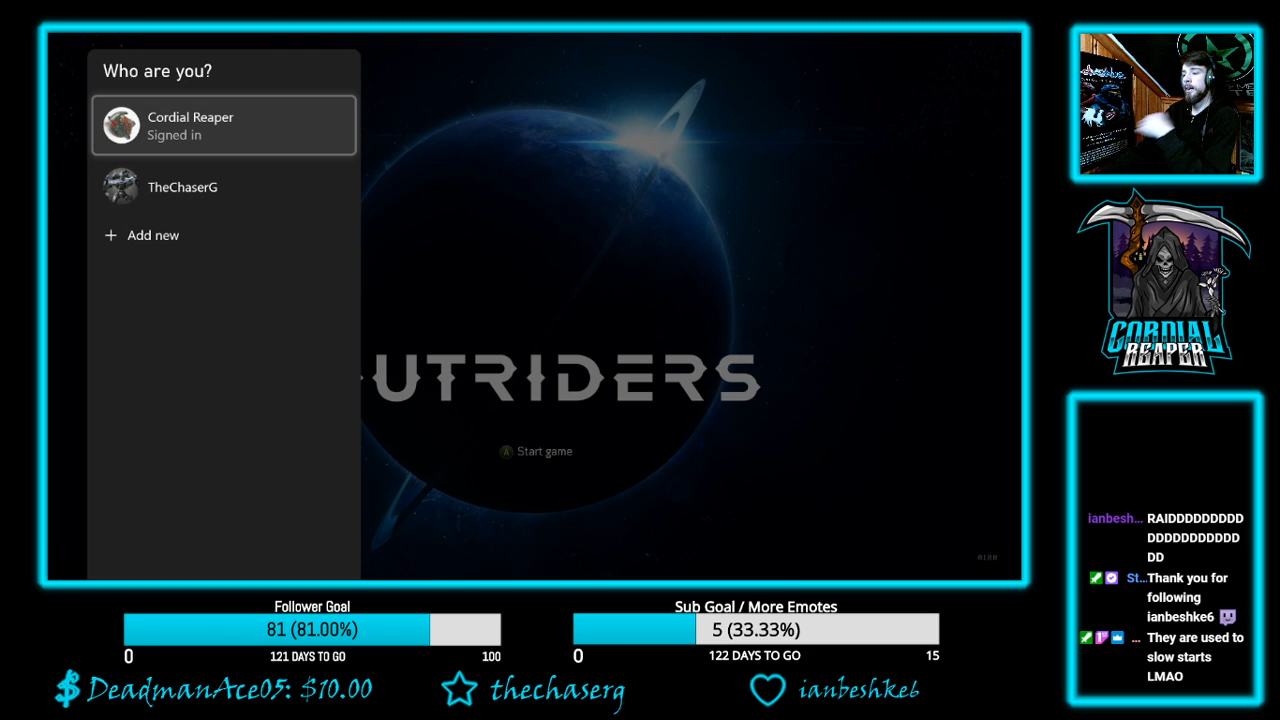 Who are you?
Cordial Reaper
Signed in
TheChaserG
+ Add new
UTRIDERS
A Start game
CORDIAL
REAPER
ianbesh... RAIDDDDDDDDD
DDDDDDDDDDD
DD
St... Thank you for
following
ianbeshke6
... They are used to
slow starts
LMAO
Follower Goal
81 (81.00%)
0 121 DAYS TO GO 100
Sub Goal / More Emotes
5 (33.33%)
0 122 DAYS TO GO 15
$ DeadmanAce05: $10.00
thechaserg
ianbeshke6